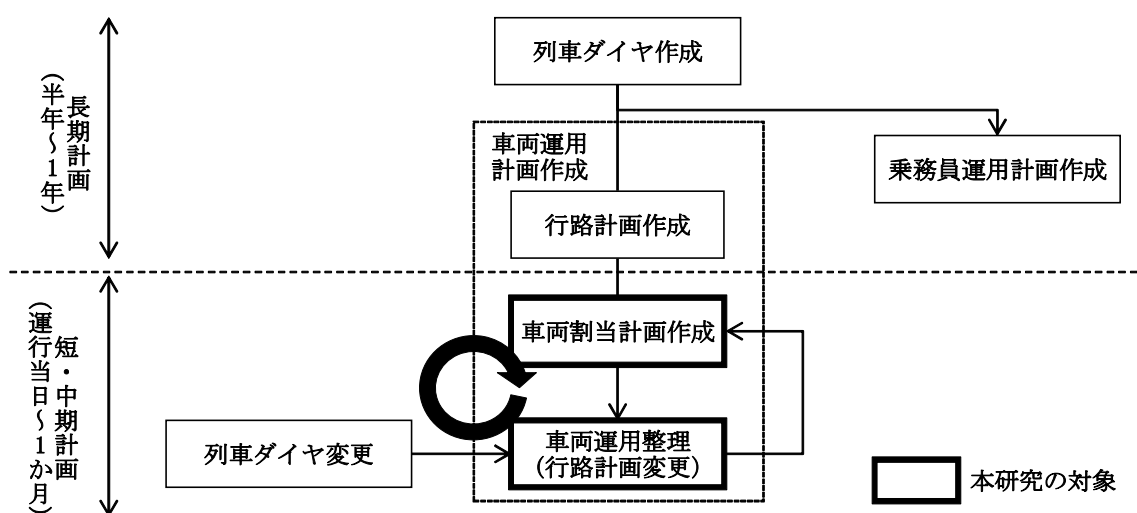 列車ダイヤ作成
長期計画
(半年～1年)
車両運用
計画作成
乗務員運用計画作成
行路計画作成
車両割当計画作成
短・中期計画
(運行当日～1か月)
列車ダイヤ変更
車両運用整理
(行路計画変更)
本研究の対象